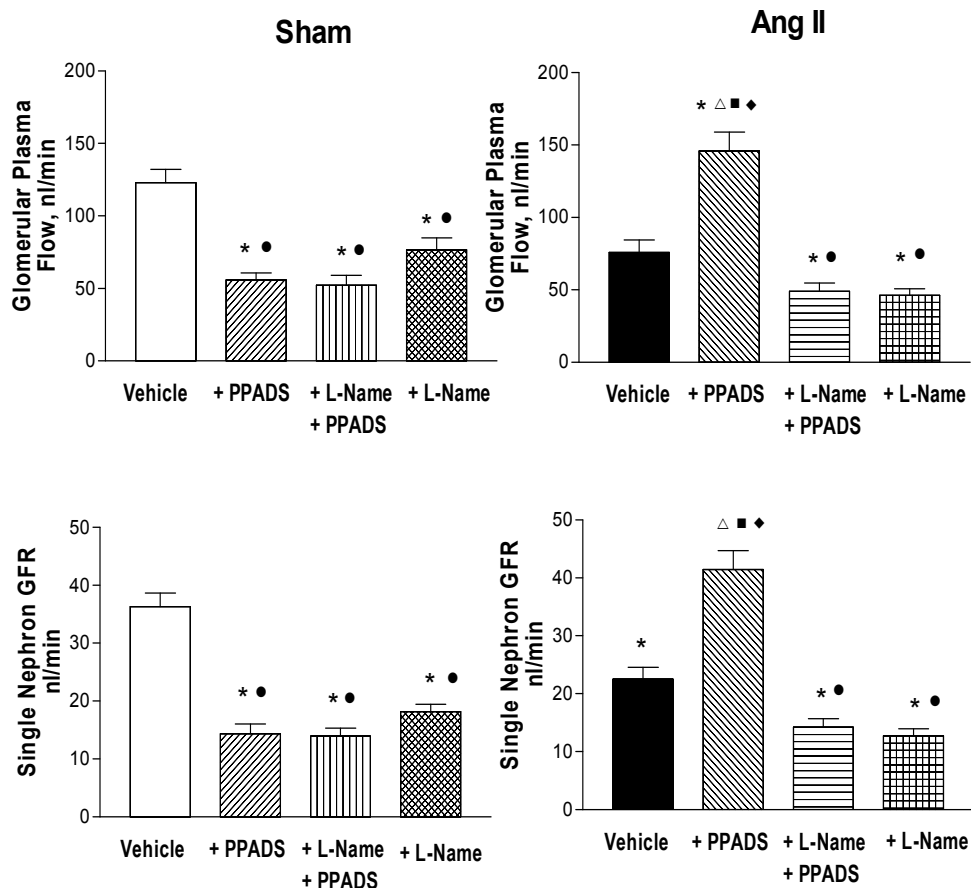 Sham
Glomerular Plasma
Flow, nl/min
200
150
100
50
0
* ●
* ●
* ●
Vehicle
+ PPADS
+ L-Name
+ PPADS
+ L-Name
Ang II
Glomerular Plasma
Flow, nl/min
200
150
100
50
0
* △ ■ ◆
* ●
* ●
Vehicle
+ PPADS
+ L-Name
+ PPADS
+ L-Name
Single Nephron GFR
nl/min
50
40
30
20
10
0
* ●
* ●
* ●
Vehicle
+ PPADS
+ L-Name
+ PPADS
+ L-Name
Single Nephron GFR
nl/min
50
40
30
20
10
0
*
△ ■ ◆
* ●
* ●
Vehicle
+ PPADS
+ L-Name
+ PPADS
+ L-Name